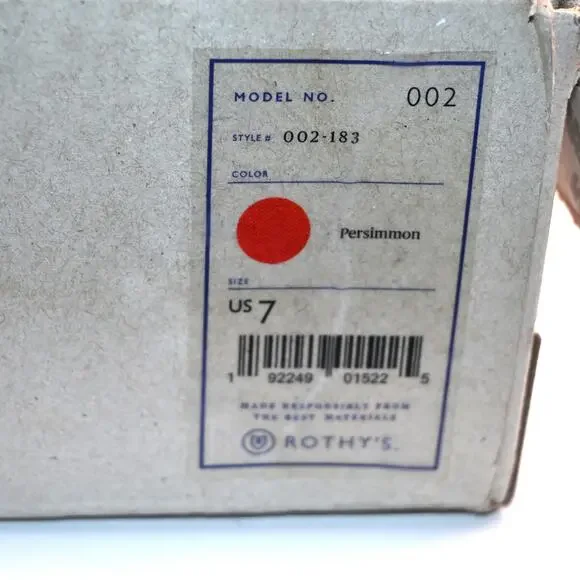 MODEL NO. 002
STYLE # 002-183
COLOR
Persimmon
SIZE
US 7
1 92249 01522 5
MADE RESPONSIBLY FROM
THE BEST MATERIALS
ROTHY'S.